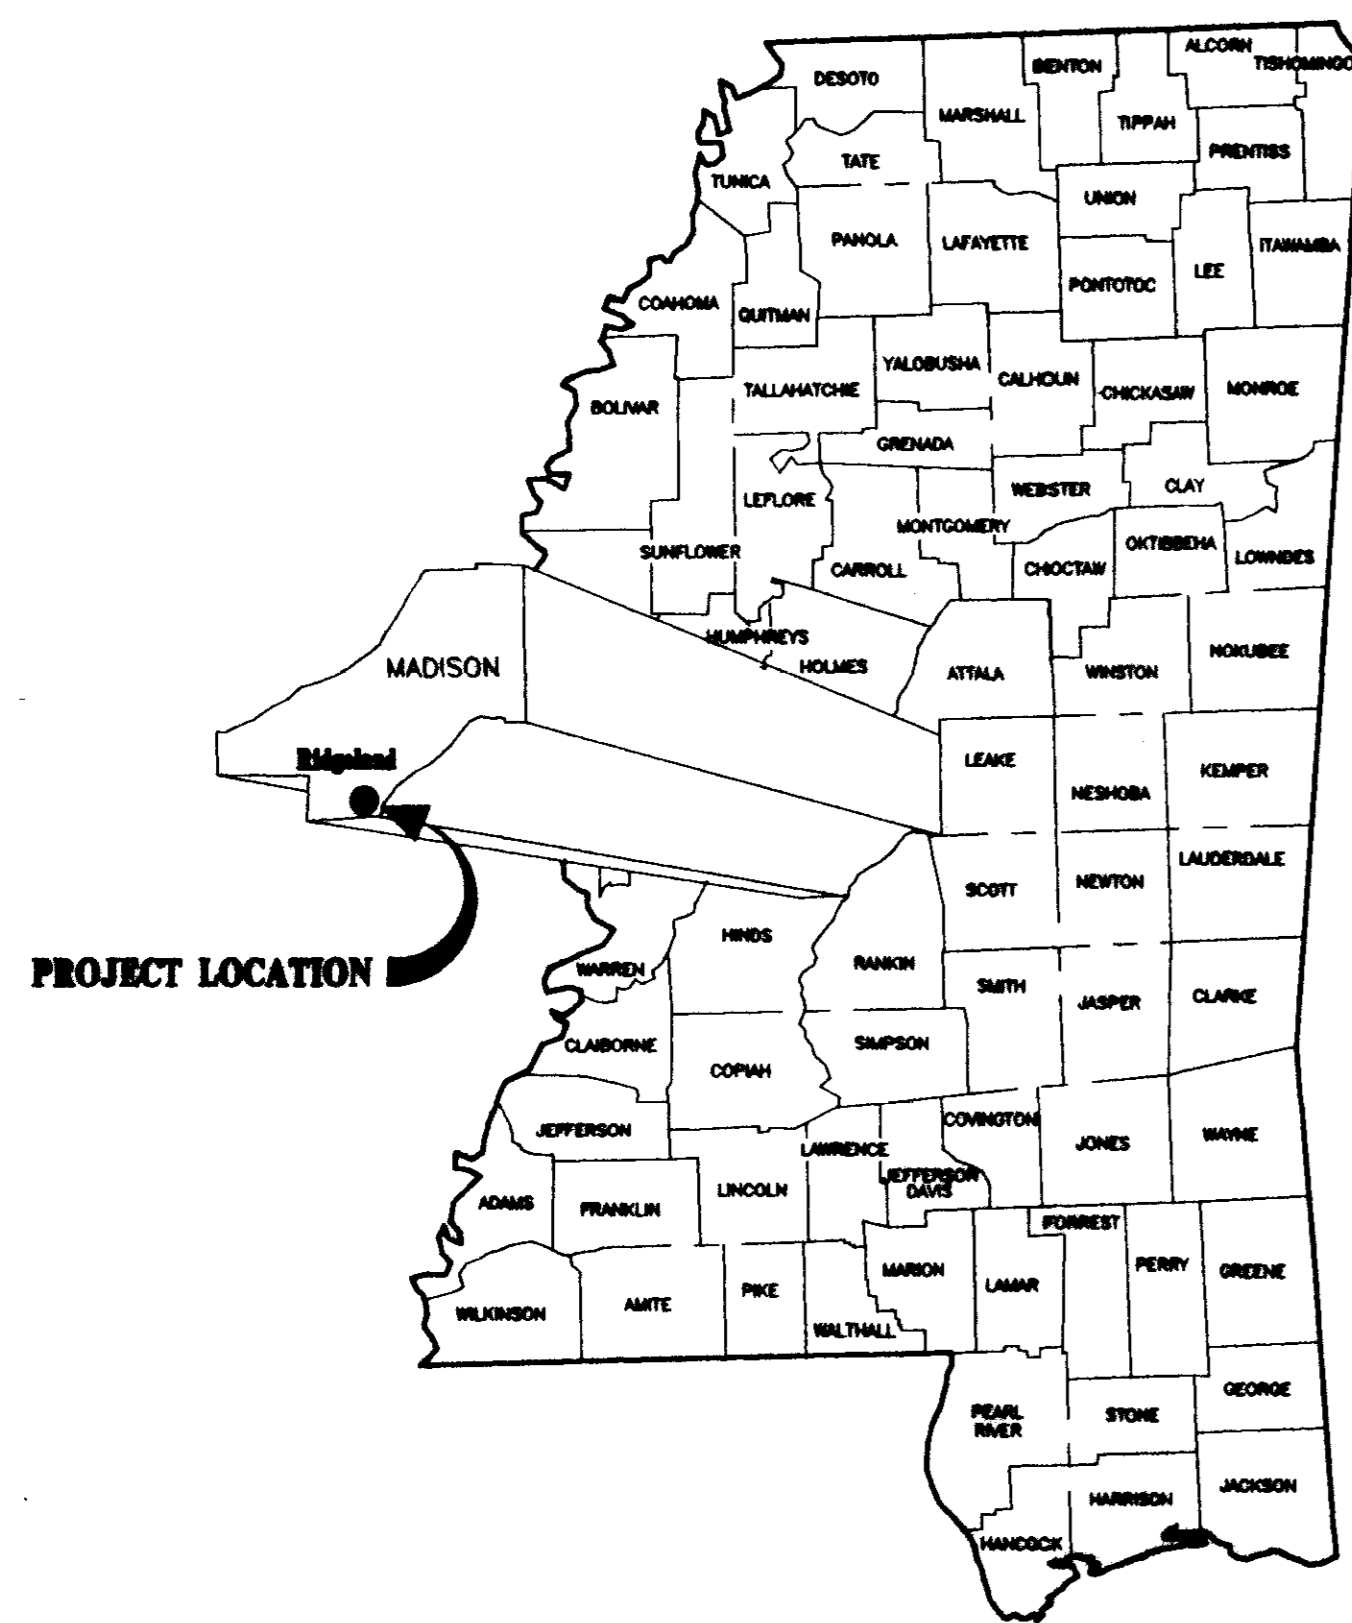 ALCORN
TISHOMINGO
BENTON
DESOTO
MARSHALL
TIPPAH
PRENTISS
TATE
TUNICA
UNION
PANOLA
LAFAYETTE
ITAWAMBA
LEE
PONTOTOC
COAHOMA
QUITMAN
YALOBUSHA
CALHOUN
TALLAHATCHIE
CHICKASAW
MONROE
BOLIVAR
GRENADA
WEBSTER
CLAY
LEFLORE
MONTGOMERY
OKTIBBEHA
SUNFLOWER
LOWNDES
CARROLL
CHOCTAW
HUMPHREYS
HOLMES
NOXUBEE
MADISON
ATTALA
WINSTON
Ridgeland
LEAKE
KEMPER
NESHOBA
LAUDERDALE
SCOTT
NEWTON
HINDS
RANKIN
WARREN
PROJECT LOCATION
SMITH
JASPER
CLARKE
CLAIBORNE
SIMPSON
COPIAH
JEFFERSON
COVINGTON
LAWRENCE
JONES
WAYNE
JEFFERSON
DAVIS
LINCOLN
ADAMS
FRANKLIN
FORREST
MARION
LAMAR
PERRY
GREENE
WILKINSON
AMITE
PIKE
WALTHALL
GEORGE
PEARL
RIVER
STONE
JACKSON
HARRISON
HANCOCK